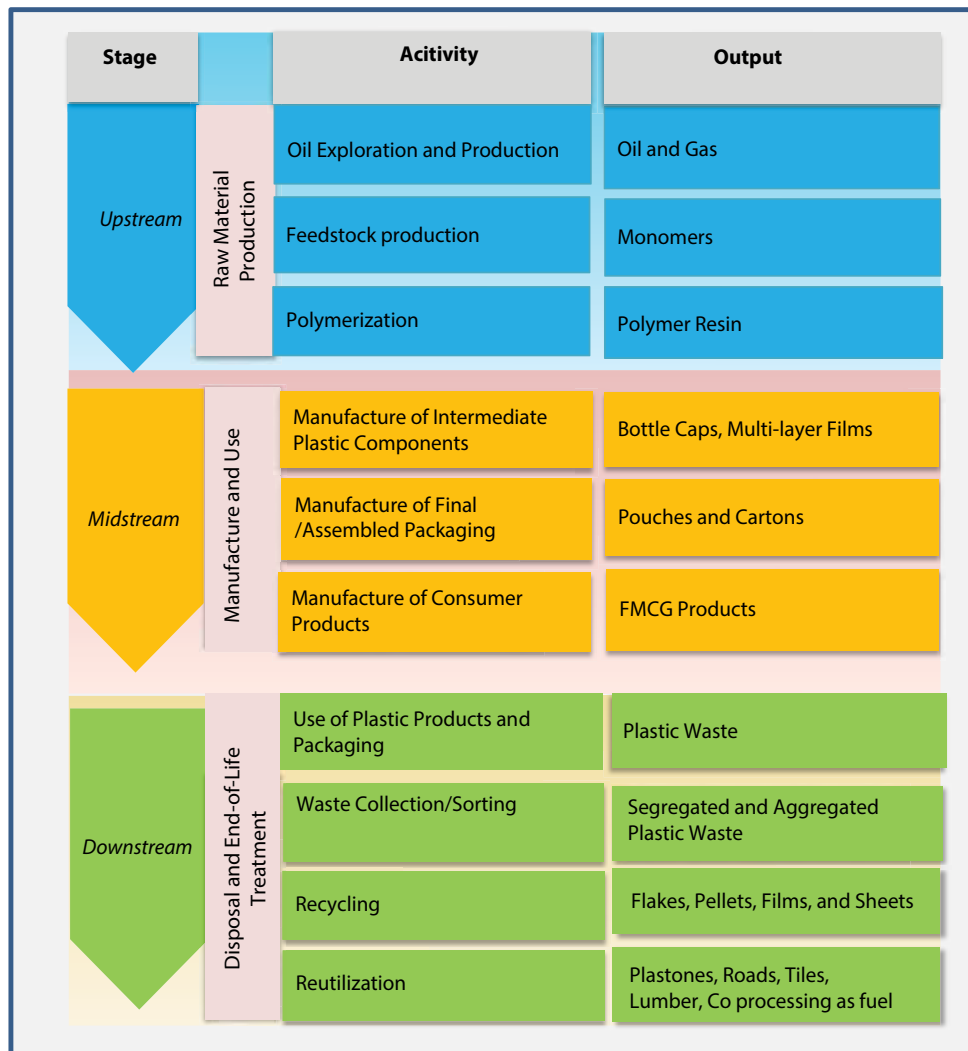 Stage
Acitivity
Output
Upstream
Raw Material
Production
Oil Exploration and Production
Oil and Gas
Feedstock production
Monomers
Polymerization
Polymer Resin
Midstream
Manufacture and Use
Manufacture of Intermediate
Plastic Components
Bottle Caps, Multi-layer Films
Manufacture of Final
/Assembled Packaging
Pouches and Cartons
Manufacture of Consumer
Products
FMCG Products
Downstream
Disposal and End-of-Life
Treatment
Use of Plastic Products and
Packaging
Plastic Waste
Waste Collection/Sorting
Segregated and Aggregated
Plastic Waste
Recycling
Flakes, Pellets, Films, and Sheets
Reutilization
Plastones, Roads, Tiles,
Lumber, Co processing as fuel